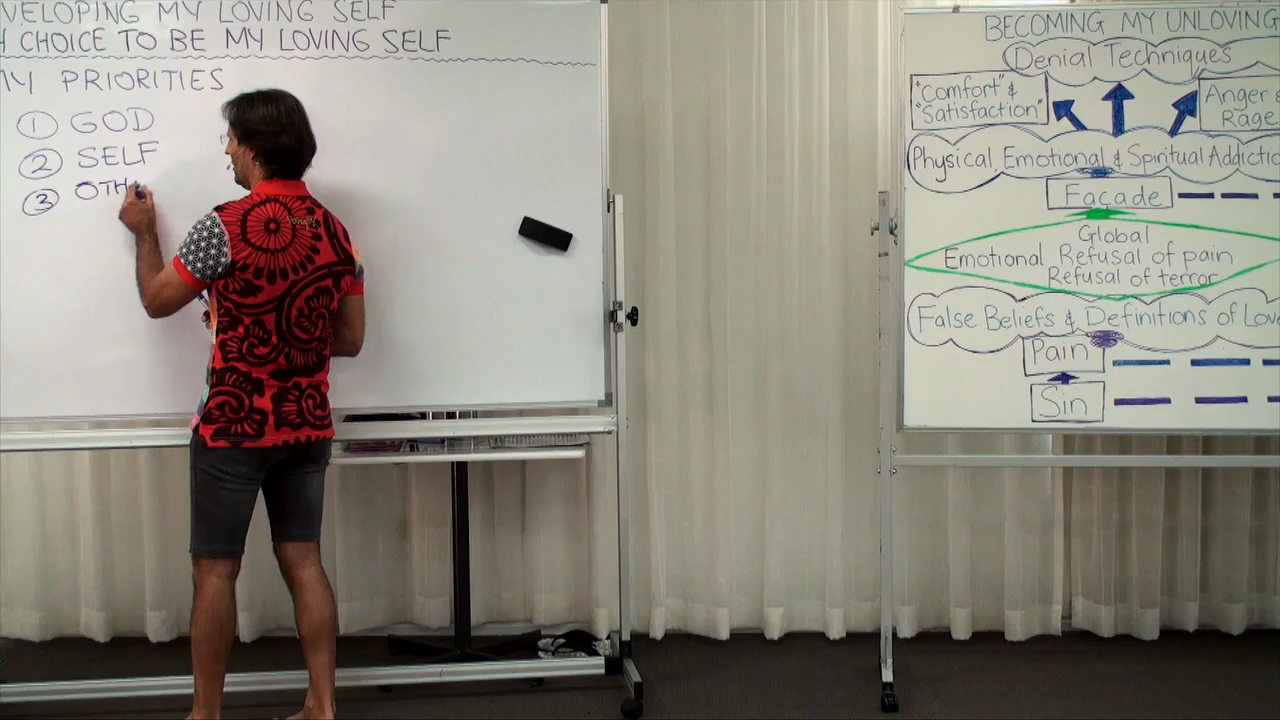 VELOPING MY LOVING SELF
H CHOICE TO BE MY LOVING SELF
MY PRIORITIES
1 GOD
2 SELF
3 OTH
BECOMING MY UNLOVING
Denial Techniques
"Comfort" &
"Satisfaction"
Anger &
Rage
Physical, Emotional & Spiritual Addictio
Façade
Global
Emotional Refusal of pain
Refusal of terror
False Beliefs & Definitions of Love
Pain
Sin